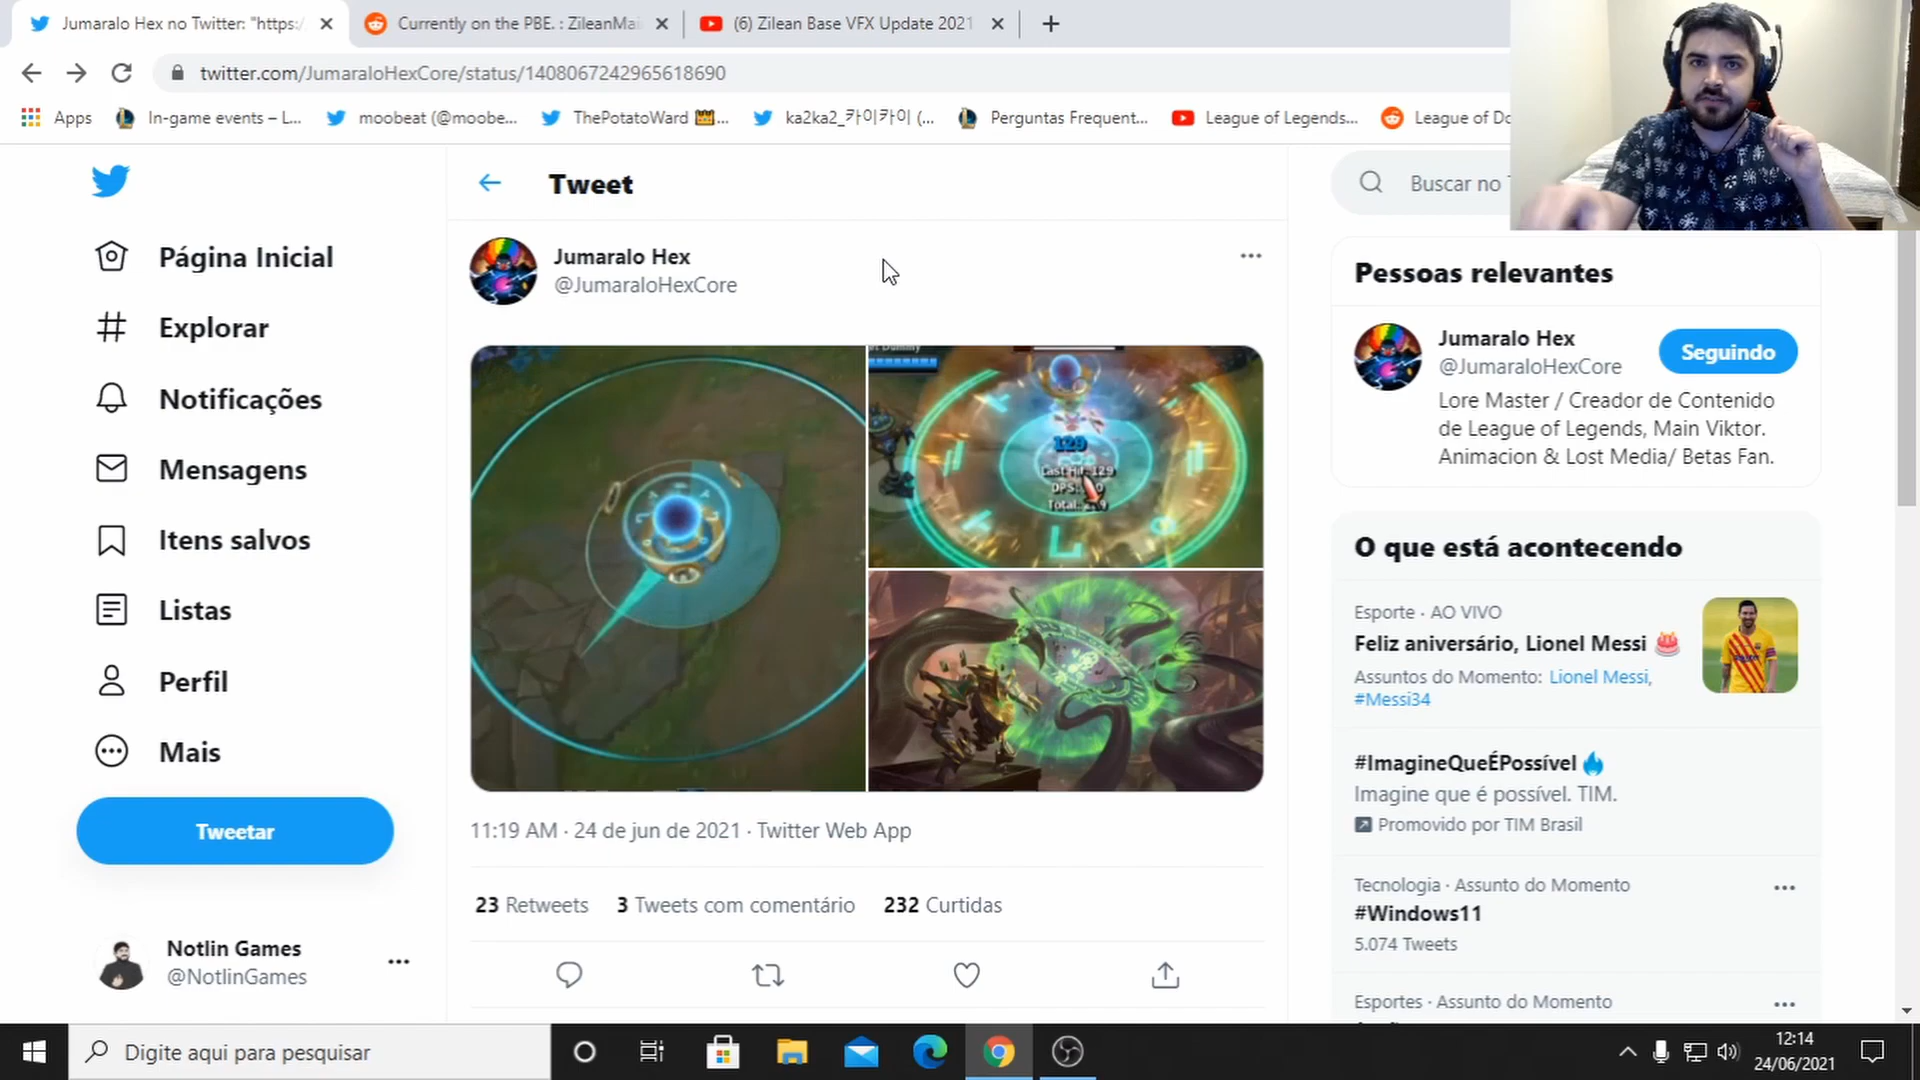 Jumaralo Hex no Twitter: "https:/
Currently on the PBE. : ZileanMai
(6) Zilean Base VFX Update 2021
twitter.com/JumaraloHexCore/status/1408067242965618690
Apps
In-game events – L...
moobeat (@moobe...
ThePotatoWard 👑...
ka2ka2_카이카이 (...
Perguntas Frequent...
League of Legends...
League of Do
Tweet
Buscar no T
Página Inicial
Explorar
Notificações
Mensagens
Itens salvos
Listas
Perfil
Mais
Tweetar
Notlin Games
@NotlinGames
Jumaralo Hex
@JumaraloHexCore
129
Last Hit: 129
Total:
11:19 AM · 24 de jun de 2021 · Twitter Web App
23 Retweets 3 Tweets com comentário 232 Curtidas
Pessoas relevantes
Jumaralo Hex
@JumaraloHexCore
Seguindo
Lore Master / Creador de Contenido
de League of Legends, Main Viktor.
Animacion & Lost Media/ Betas Fan.
O que está acontecendo
Esporte · AO VIVO
Feliz aniversário, Lionel Messi 🎂
Assuntos do Momento: Lionel Messi,
#Messi34
#ImagineQueÉPossível
Imagine que é possível. TIM.
Promovido por TIM Brasil
Tecnologia · Assunto do Momento
#Windows11
5.074 Tweets
Esportes · Assunto do Momento
Digite aqui para pesquisar
12:14
24/06/2021